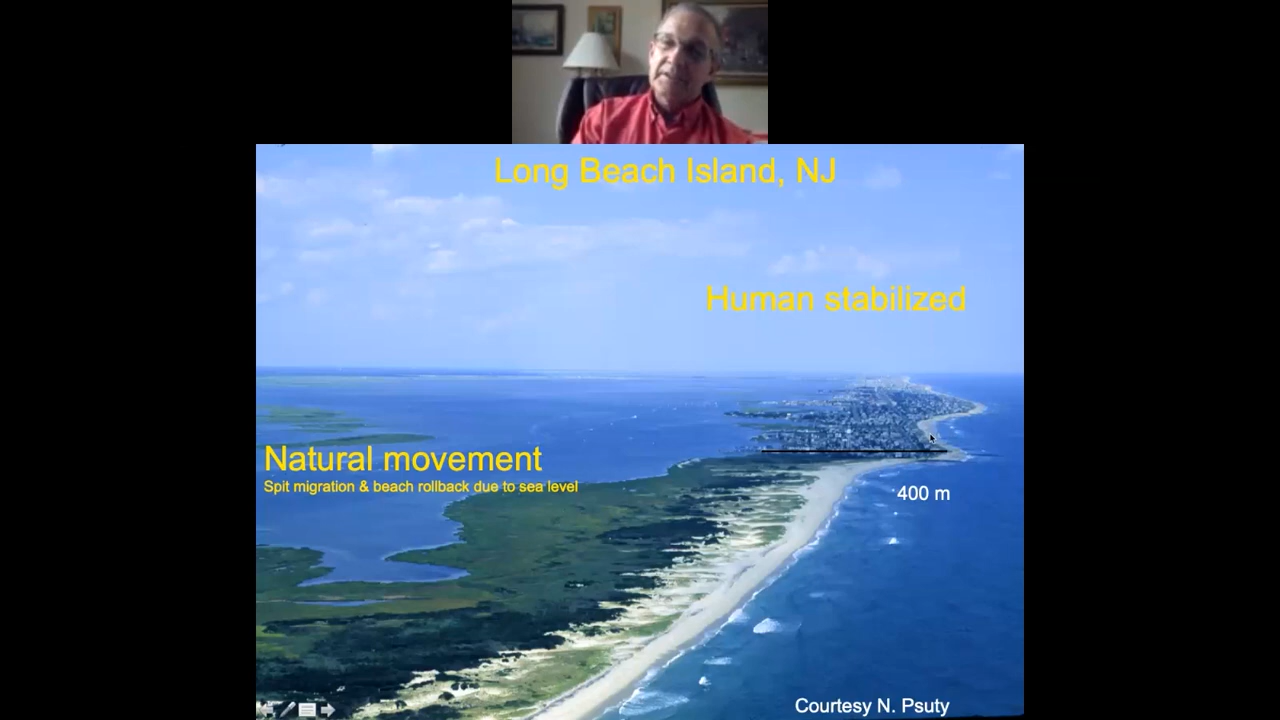 Long Beach Island, NJ
Human stabilized
Natural movement
Spit migration & beach rollback due to sea level
400 m
Courtesy N. Psuty